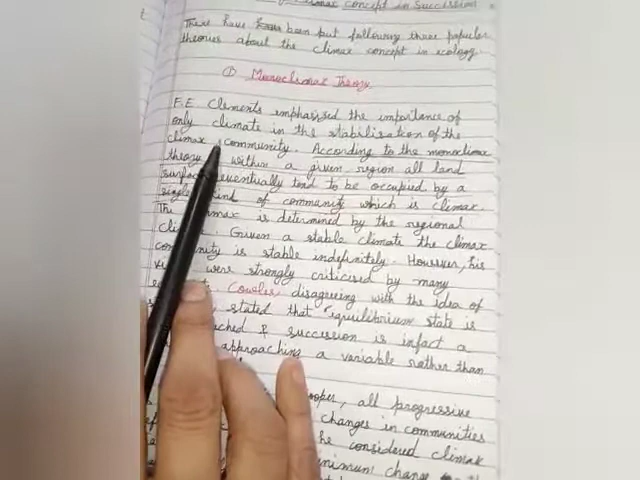 Climax concept in Succession
There have been put following three popular
theories about the climax concept in ecology.
① Monoclimax Theory
F.E. Clements emphasised the importance of
only climate in the stabilisation of the
climax community. According to the monoclimax
theory within a given region all land
surfaces eventually tend to be occupied by a
single kind of community which is climax.
The climax is determined by the regional
Given a stable climate the climax
community is stable indefinitely. However, his
were strongly criticised by many
Cowles, disagreeing with the idea of
stated that "equilibrium state is
reached & succession is infact a
approaching a variable rather than
Cooper, all progressive
changes in communities
he considered climax
minimum change